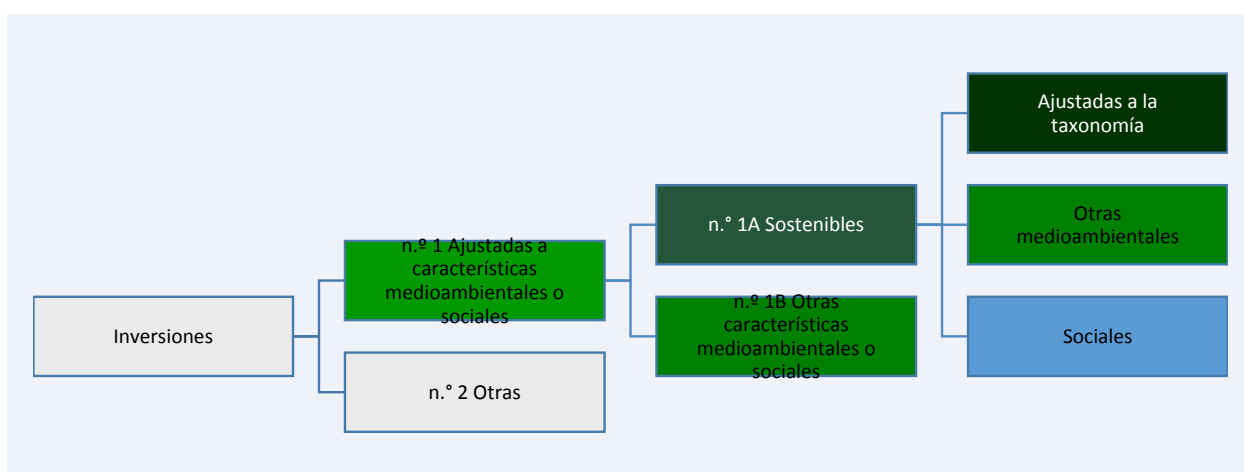 Inversiones
n.º 1 Ajustadas a
características
medioambientales o
sociales
n.° 2 Otras
n.° 1A Sostenibles
n.º 1B Otras
características
medioambientales o
sociales
Ajustadas a la
taxonomía
Otras
medioambientales
Sociales